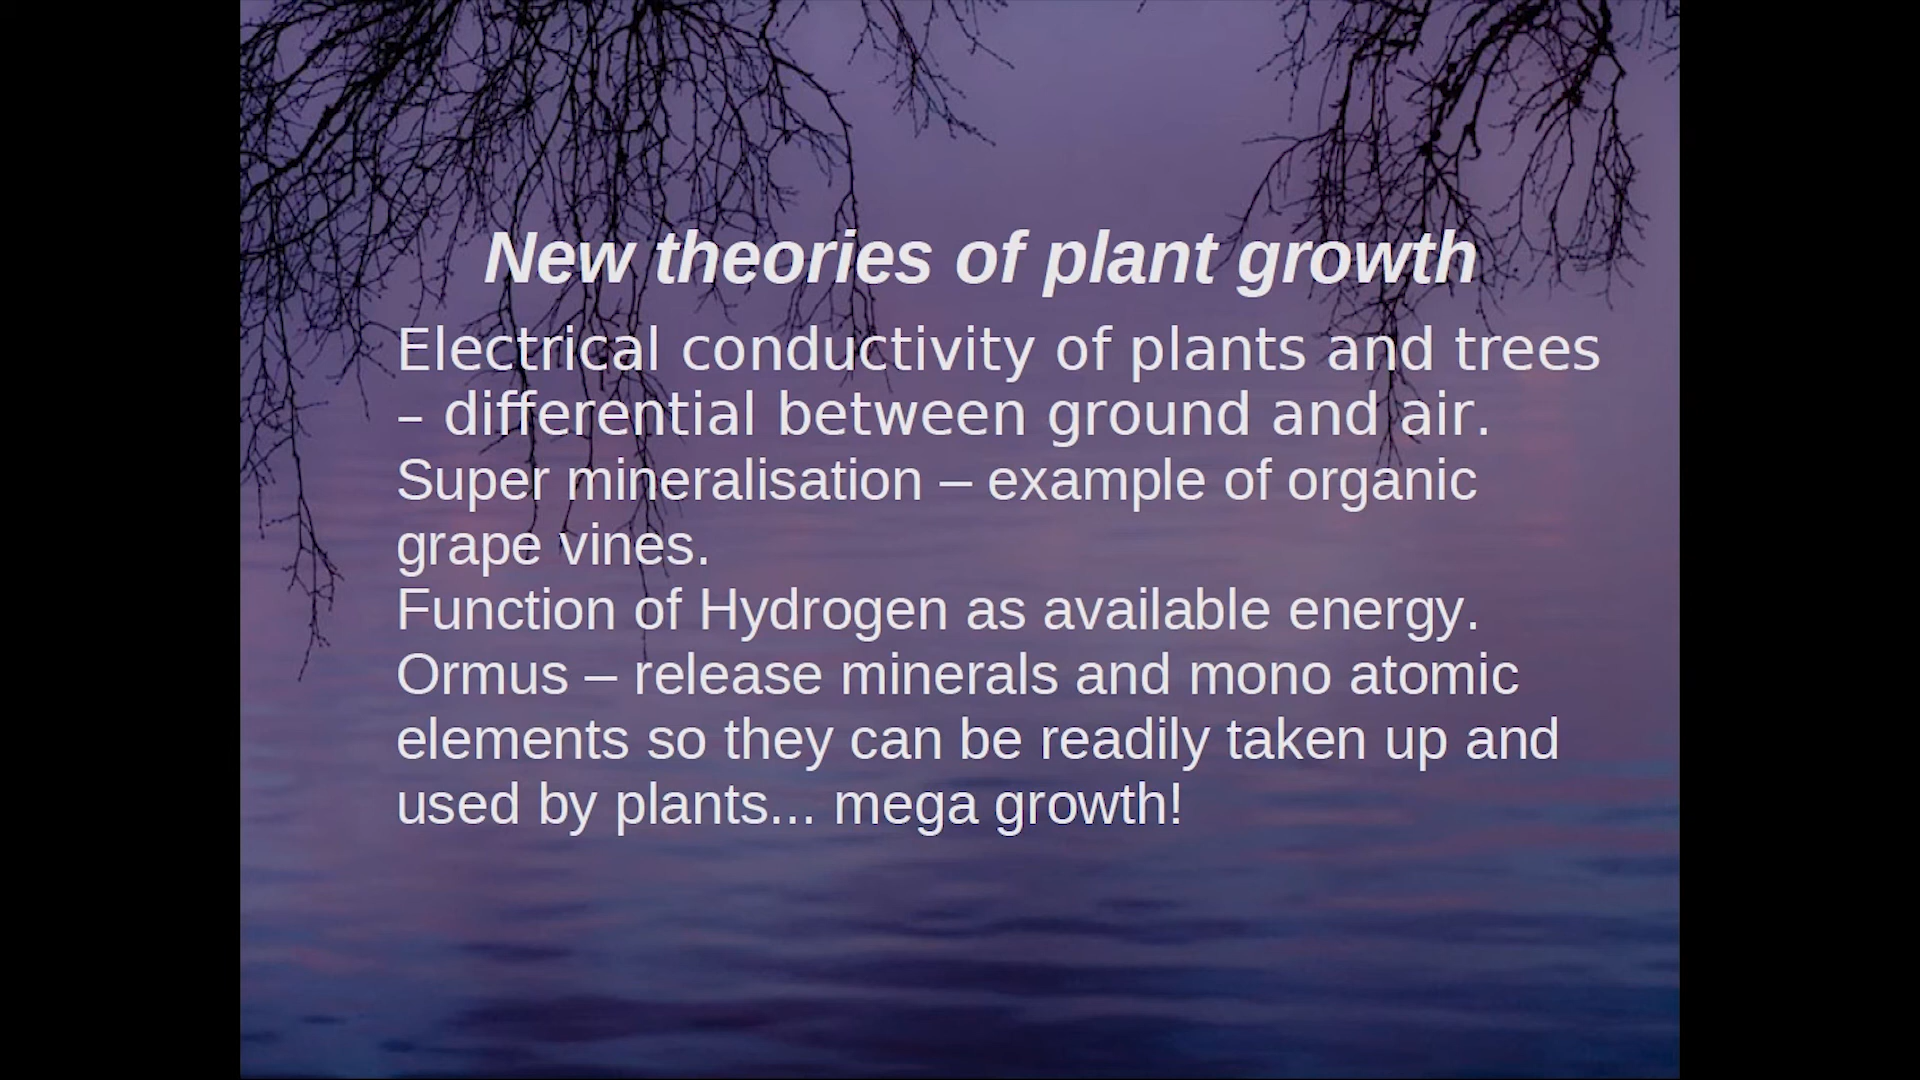 New theories of plant growth
Electrical conductivity of plants and trees
– differential between ground and air.
Super mineralisation – example of organic
grape vines.
Function of Hydrogen as available energy.
Ormus – release minerals and mono atomic
elements so they can be readily taken up and
used by plants... mega growth!